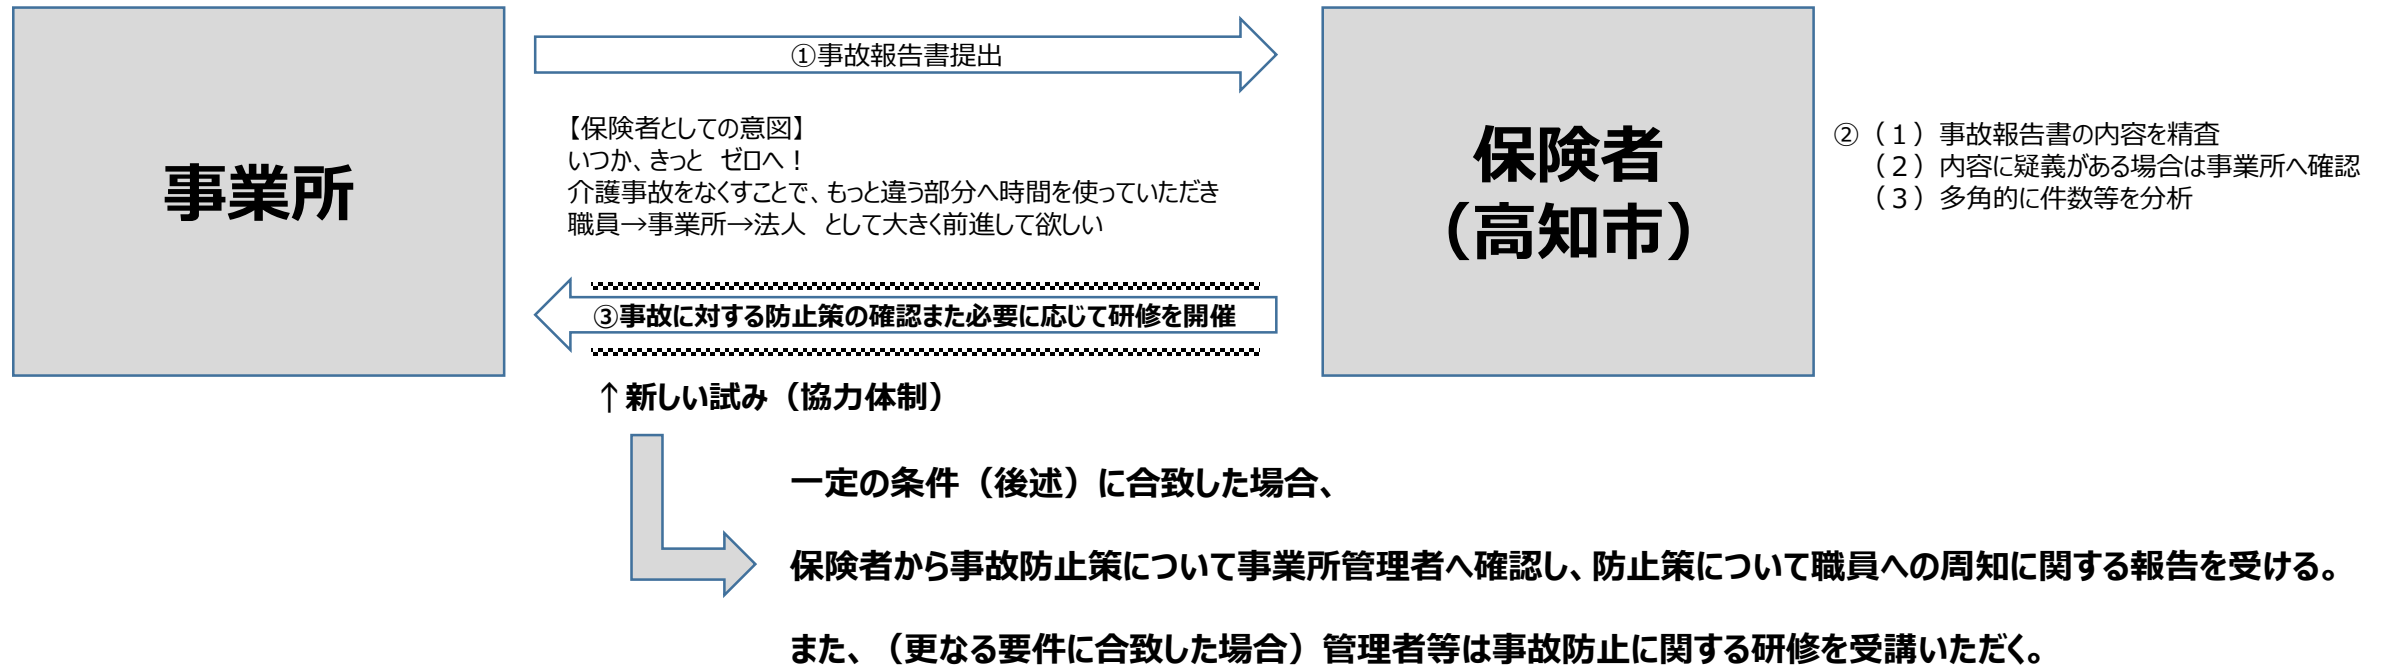 事業所
①事故報告書提出
【保険者としての意図】
いつか、きっと ゼロへ！
介護事故をなくすことで、もっと違う部分へ時間を使っていただき
職員→事業所→法人 として大きく前進して欲しい
③事故に対する防止策の確認また必要に応じて研修を開催
保険者
（高知市）
②（１）事故報告書の内容を精査
（２）内容に疑義がある場合は事業所へ確認
（３）多角的に件数等を分析
↑新しい試み（協力体制）
一定の条件（後述）に合致した場合、
保険者から事故防止策について事業所管理者へ確認し、防止策について職員への周知に関する報告を受ける。
また、（更なる要件に合致した場合）管理者等は事故防止に関する研修を受講いただく。